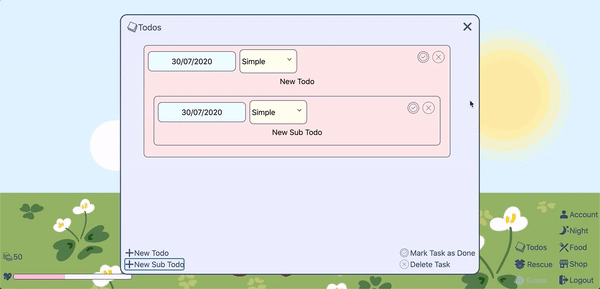 Todos
30/07/2020 Simple
New Todo
30/07/2020 Simple
New Sub Todo
New Todo
New Sub Todo
Mark Task as Done
Delete Task
50
Account
Night
Todos
Food
Rescue
Shop
Logout